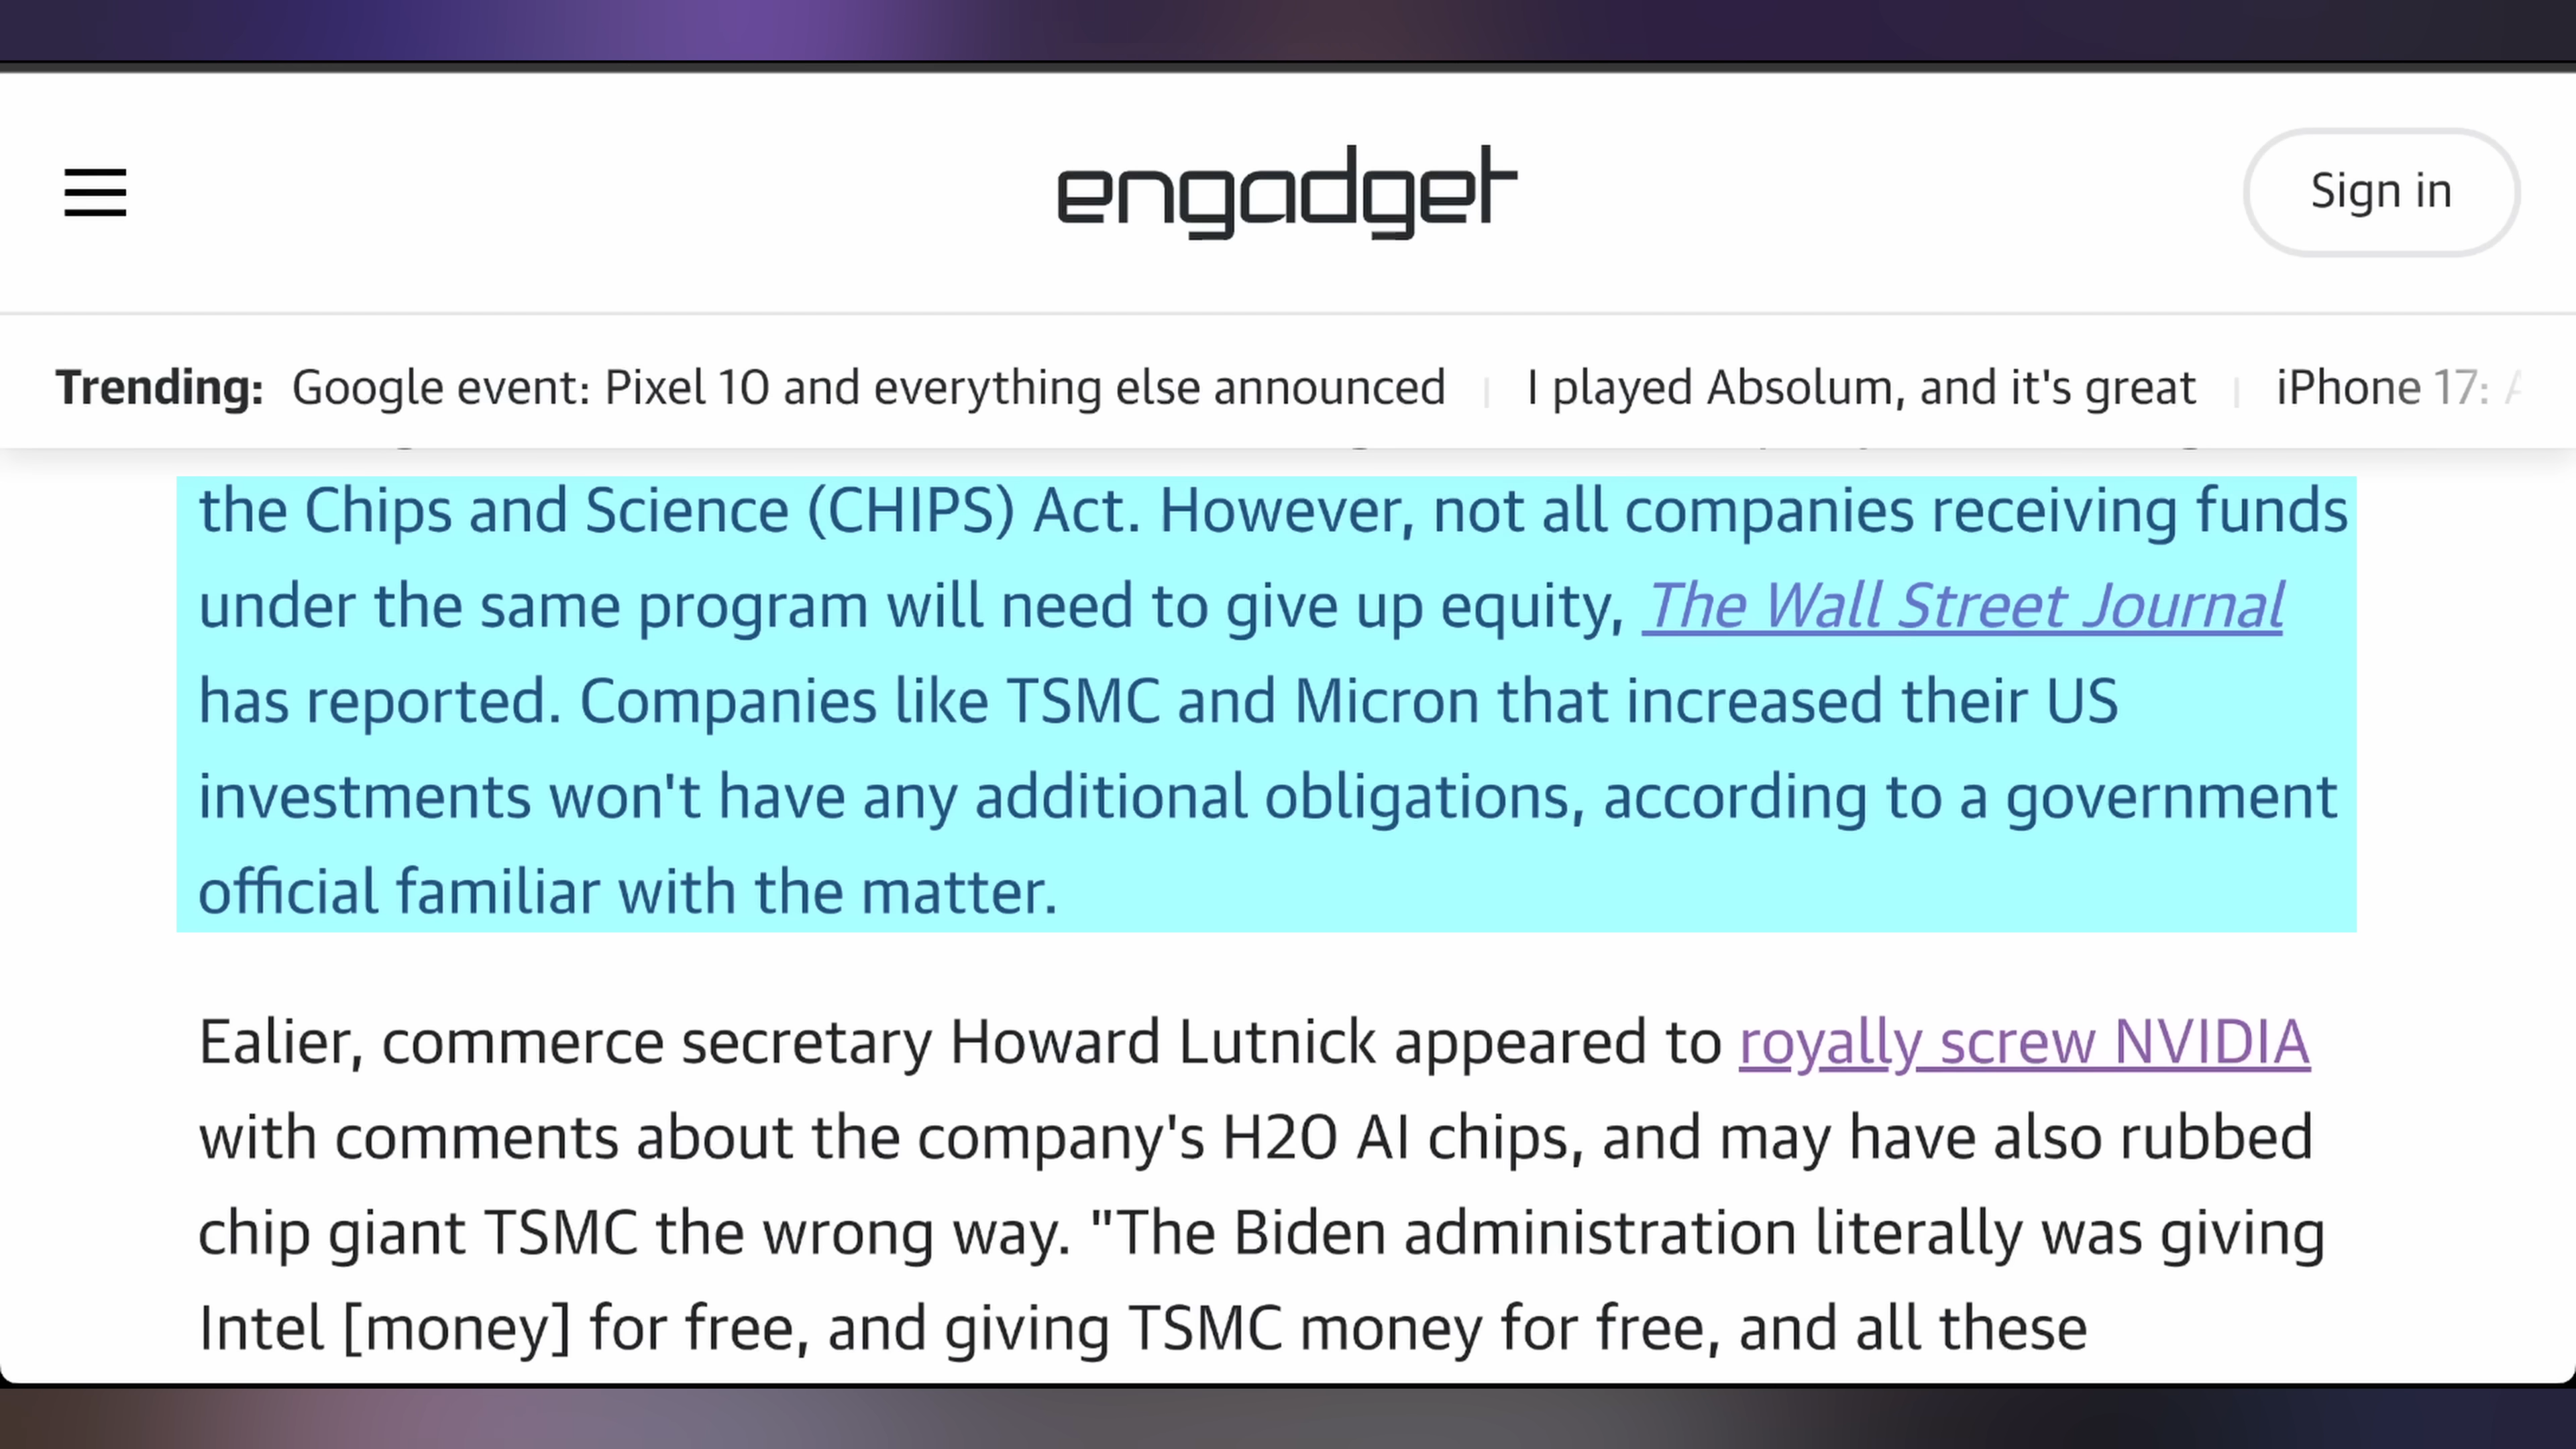 engadget
Sign in
Trending: Google event: Pixel 10 and everything else announced | I played Absolum, and it's great | iPhone 17:
the Chips and Science (CHIPS) Act. However, not all companies receiving funds
under the same program will need to give up equity, The Wall Street Journal
has reported. Companies like TSMC and Micron that increased their US
investments won't have any additional obligations, according to a government
official familiar with the matter.
Ealier, commerce secretary Howard Lutnick appeared to royally screw NVIDIA
with comments about the company's H20 AI chips, and may have also rubbed
chip giant TSMC the wrong way. "The Biden administration literally was giving
Intel [money] for free, and giving TSMC money for free, and all these